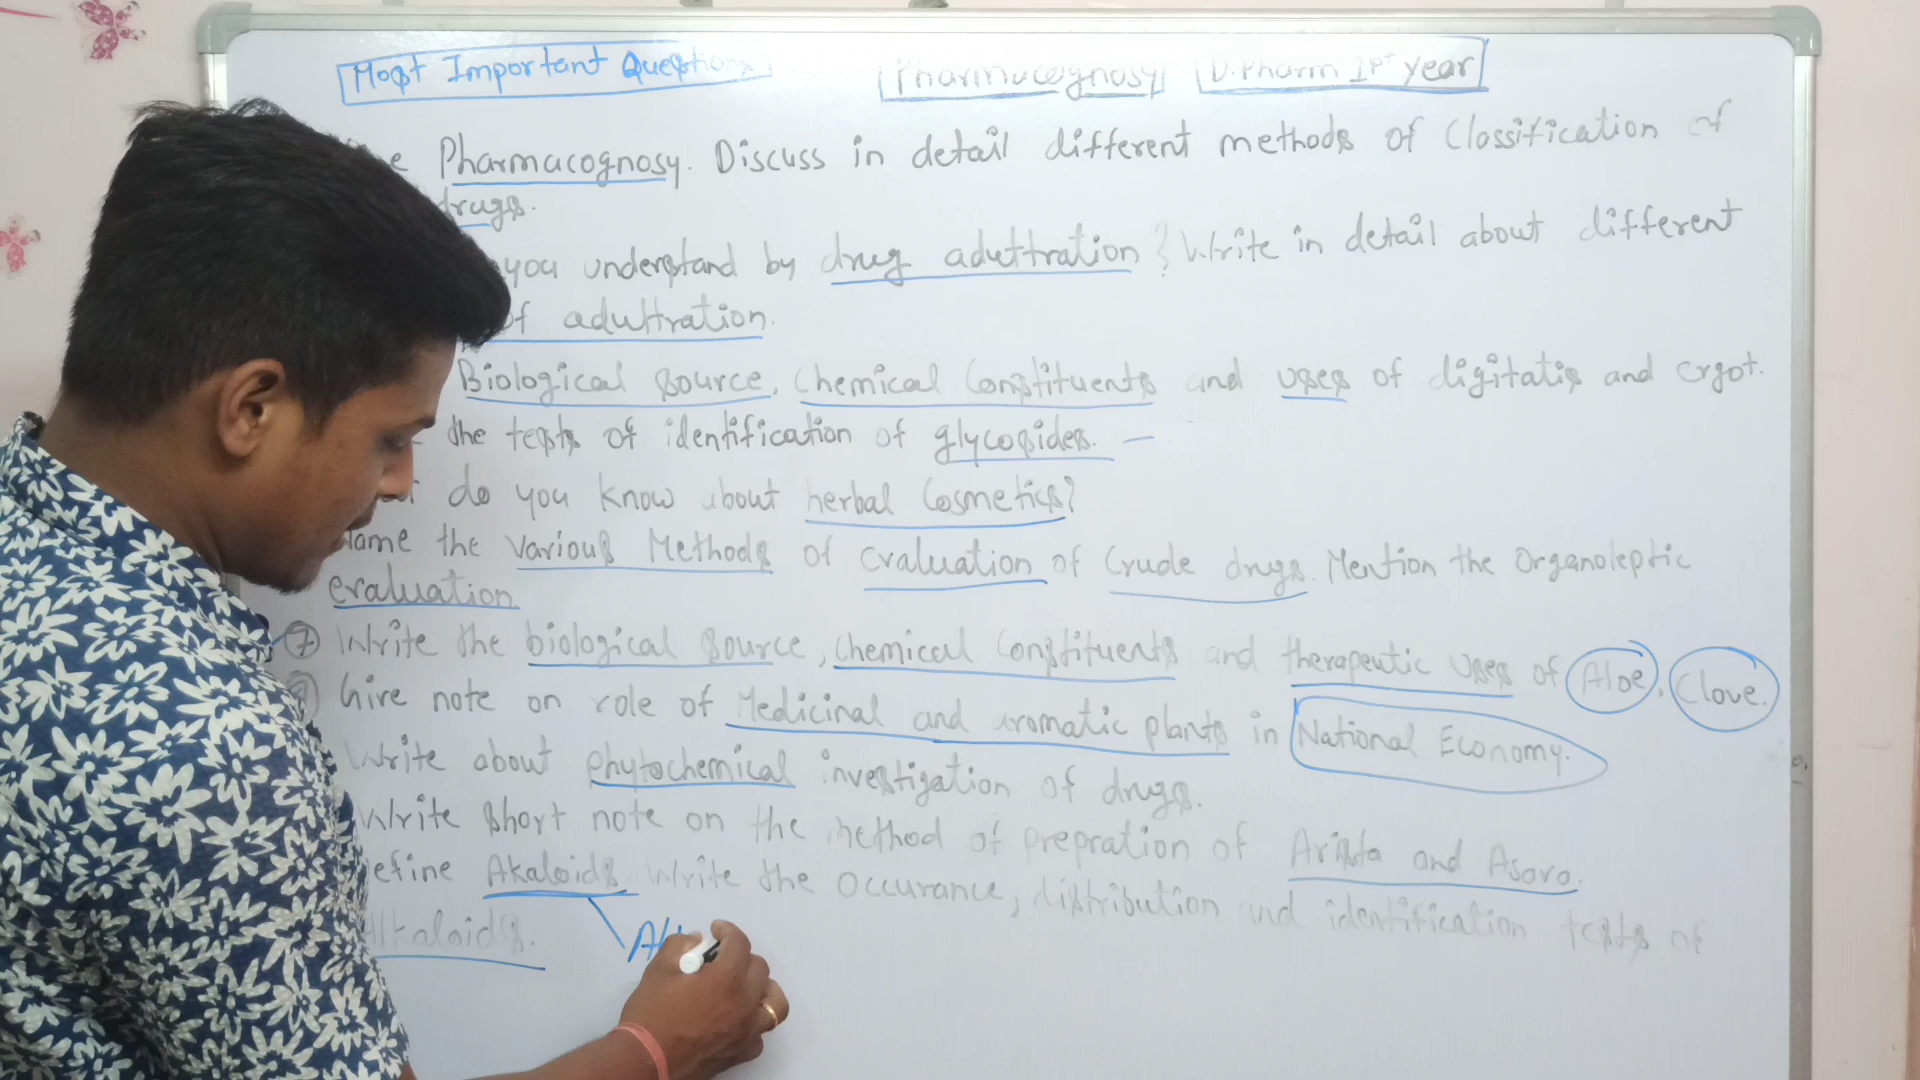 Most Important Questions Pharmacognosy D.Pharm Ist year
Pharmacognosy. Discuss in detail different methods of Classification of
drugs.
you understand by drug aduttration? Write in detail about different
of adultration.
Biological source, Chemical Constituents and uses of digitatis and ergot.
the tests of identification of glycosides.
do you know about herbal Cosmetics?
Name the various Methods of evaluation of Crude drugs. Mention the Organoleptic
evaluation
7 Write the biological source, Chemical Constituents and therapeutic uses of Aloe, Clove.
Give note on role of Medicinal and aromatic plants in National Economy.
Write about phytochemical investigation of drugs.
Write short note on the method of prepration of Arista and Asava.
Define Akaloids Write the Occurance, distribution and identification tests of
Alkaloids.